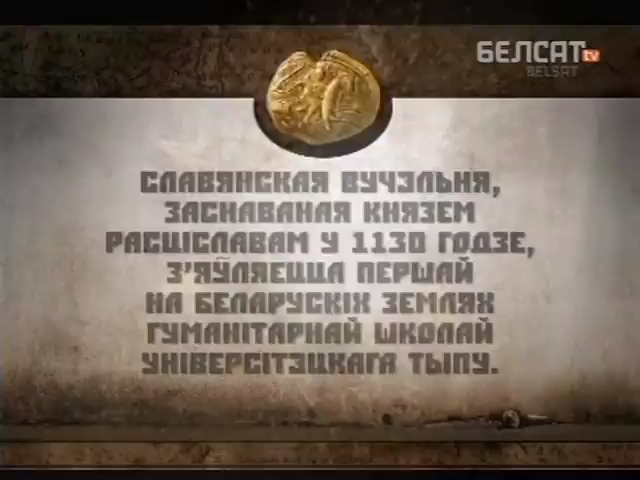 БЕЛСАТ tv
BELSAT
СЛАВЯНСКАЯ ВУЧЭЛЬНЯ,
ЗАСНАВАНАЯ КНЯЗЕМ
РАСЦІСЛАВАМ У 1130 ГОДЗЕ,
З'ЯЎЛЯЕЦЦА ПЕРШАЙ
НА БЕЛАРУСКІХ ЗЕМЛЯХ
ГУМАНІТАРНАЙ ШКОЛАЙ
УНІВЕРСІТЭЦКАГА ТЫПУ.